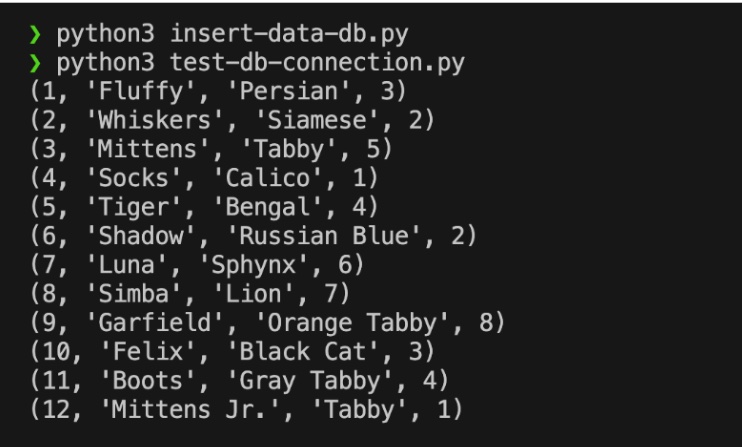 ❯ python3 insert-data-db.py
❯ python3 test-db-connection.py
(1, 'Fluffy', 'Persian', 3)
(2, 'Whiskers', 'Siamese', 2)
(3, 'Mittens', 'Tabby', 5)
(4, 'Socks', 'Calico', 1)
(5, 'Tiger', 'Bengal', 4)
(6, 'Shadow', 'Russian Blue', 2)
(7, 'Luna', 'Sphynx', 6)
(8, 'Simba', 'Lion', 7)
(9, 'Garfield', 'Orange Tabby', 8)
(10, 'Felix', 'Black Cat', 3)
(11, 'Boots', 'Gray Tabby', 4)
(12, 'Mittens Jr.', 'Tabby', 1)